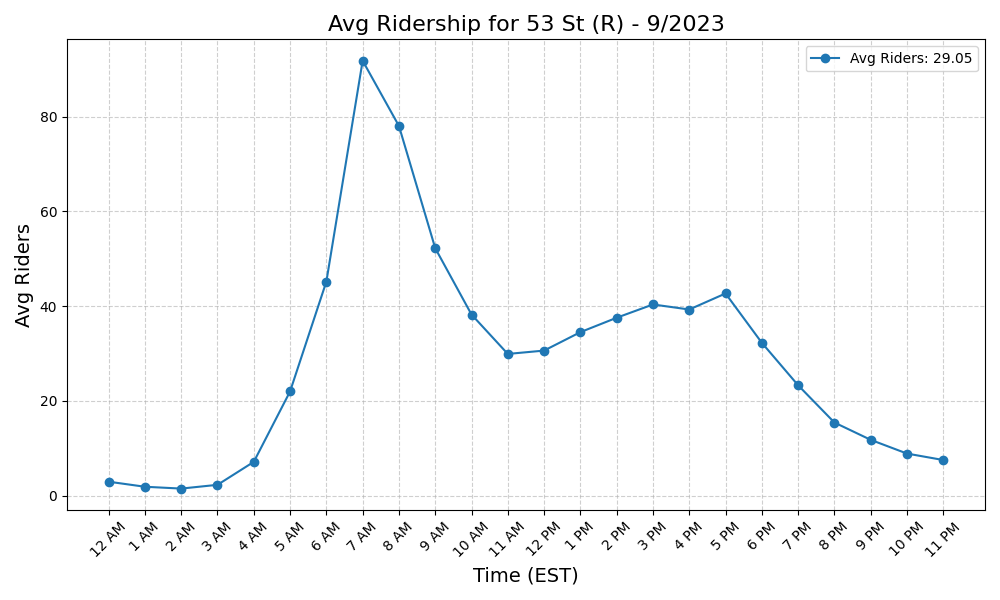 Avg Ridership for 53 St (R) - 9/2023
Avg Riders: 29.05
Avg Riders
80
60
40
20
0
12 AM
1 AM
2 AM
3 AM
4 AM
5 AM
6 AM
7 AM
8 AM
9 AM
10 AM
11 AM
12 PM
1 PM
2 PM
3 PM
4 PM
5 PM
6 PM
7 PM
8 PM
9 PM
10 PM
11 PM
Time (EST)